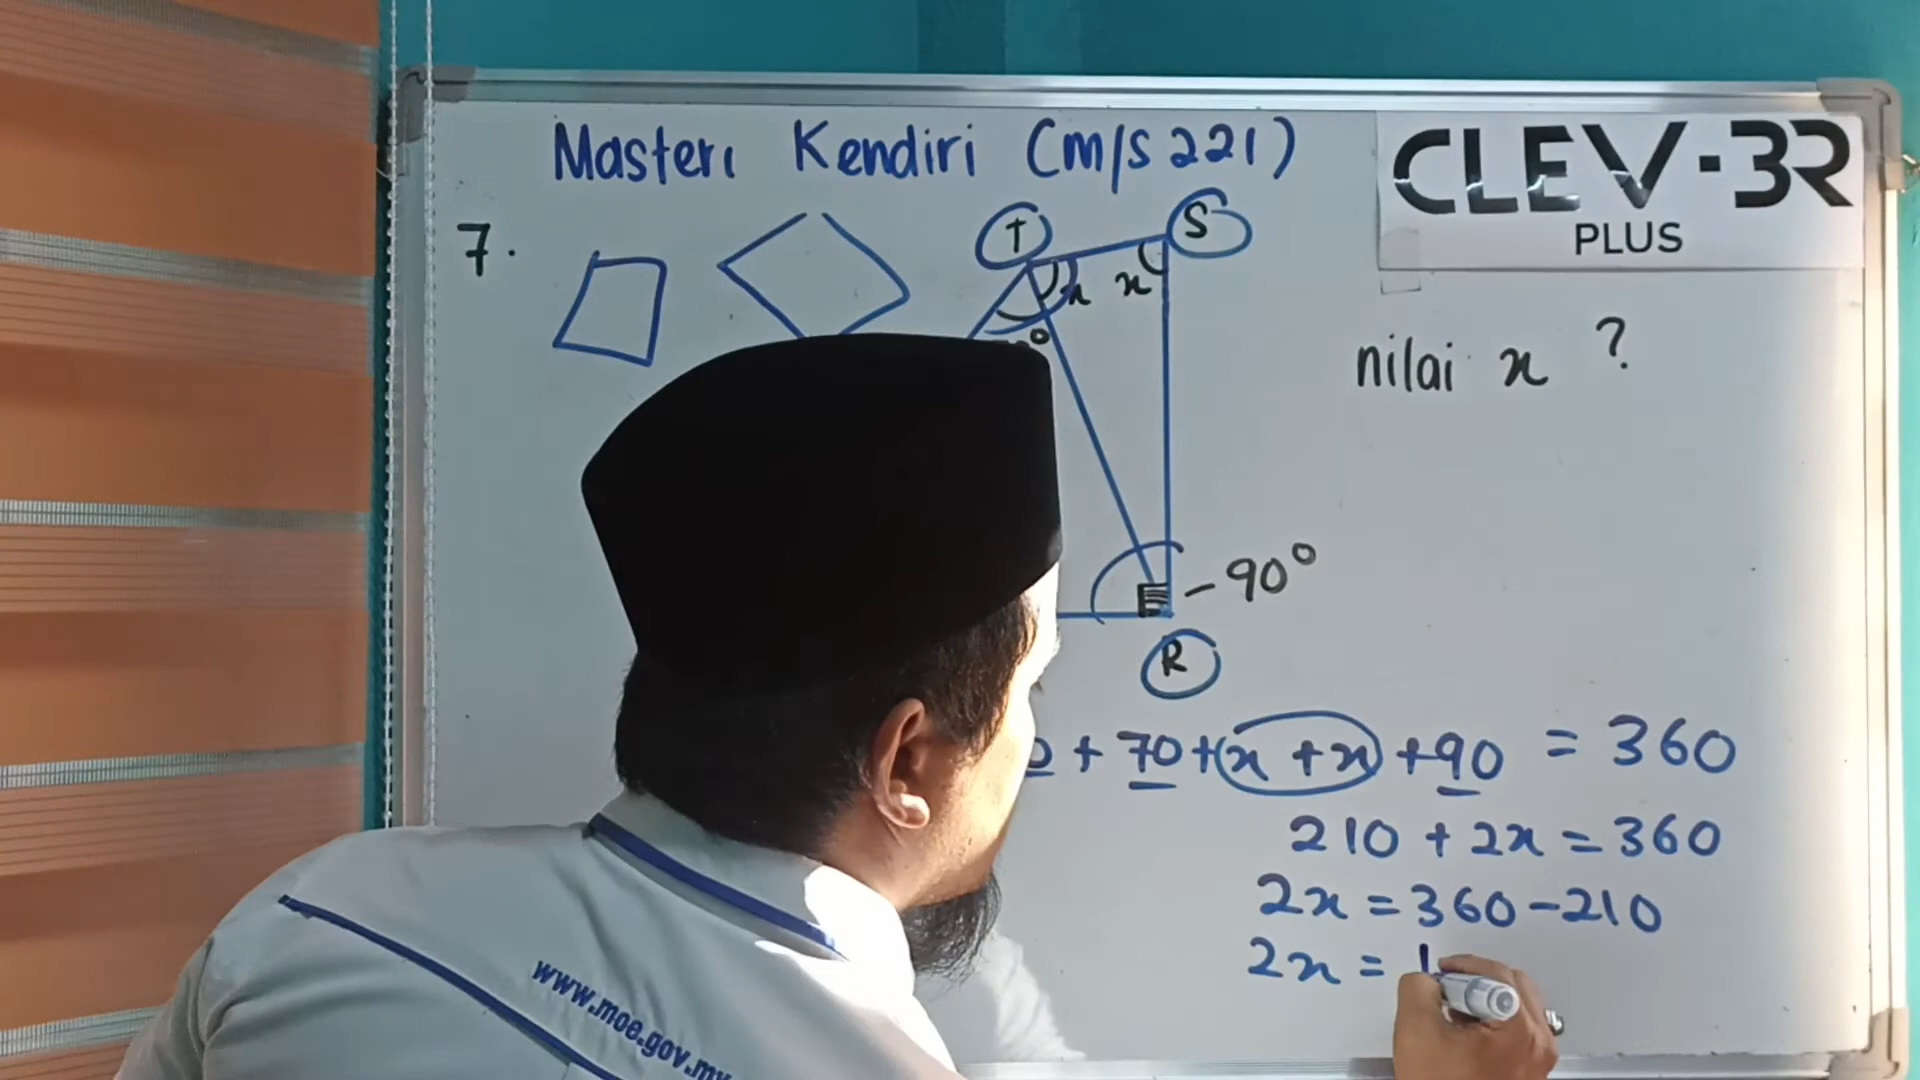 Masteri Kendiri (m/s 221)
CLEV-3R
PLUS
7.
T
S
x
x
nilai x ?
90°
R
+ 70 + (x + x) + 90 = 360
210 + 2x = 360
2x = 360 - 210
2x =
www.moe.gov.my